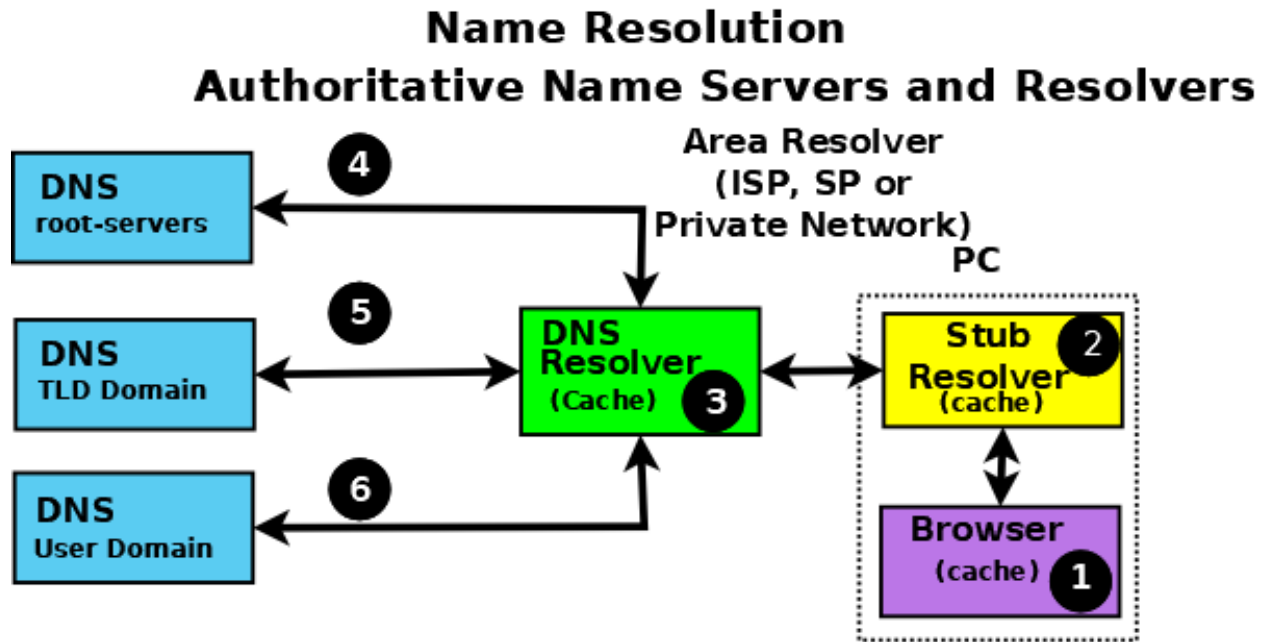 Name Resolution
Authoritative Name Servers and Resolvers
Area Resolver
(ISP, SP or
Private Network)
PC
4
DNS
root-servers
5
DNS
TLD Domain
6
DNS
User Domain
DNS
Resolver
(Cache)
3
Stub
Resolver
(cache)
2
Browser
(cache)
1